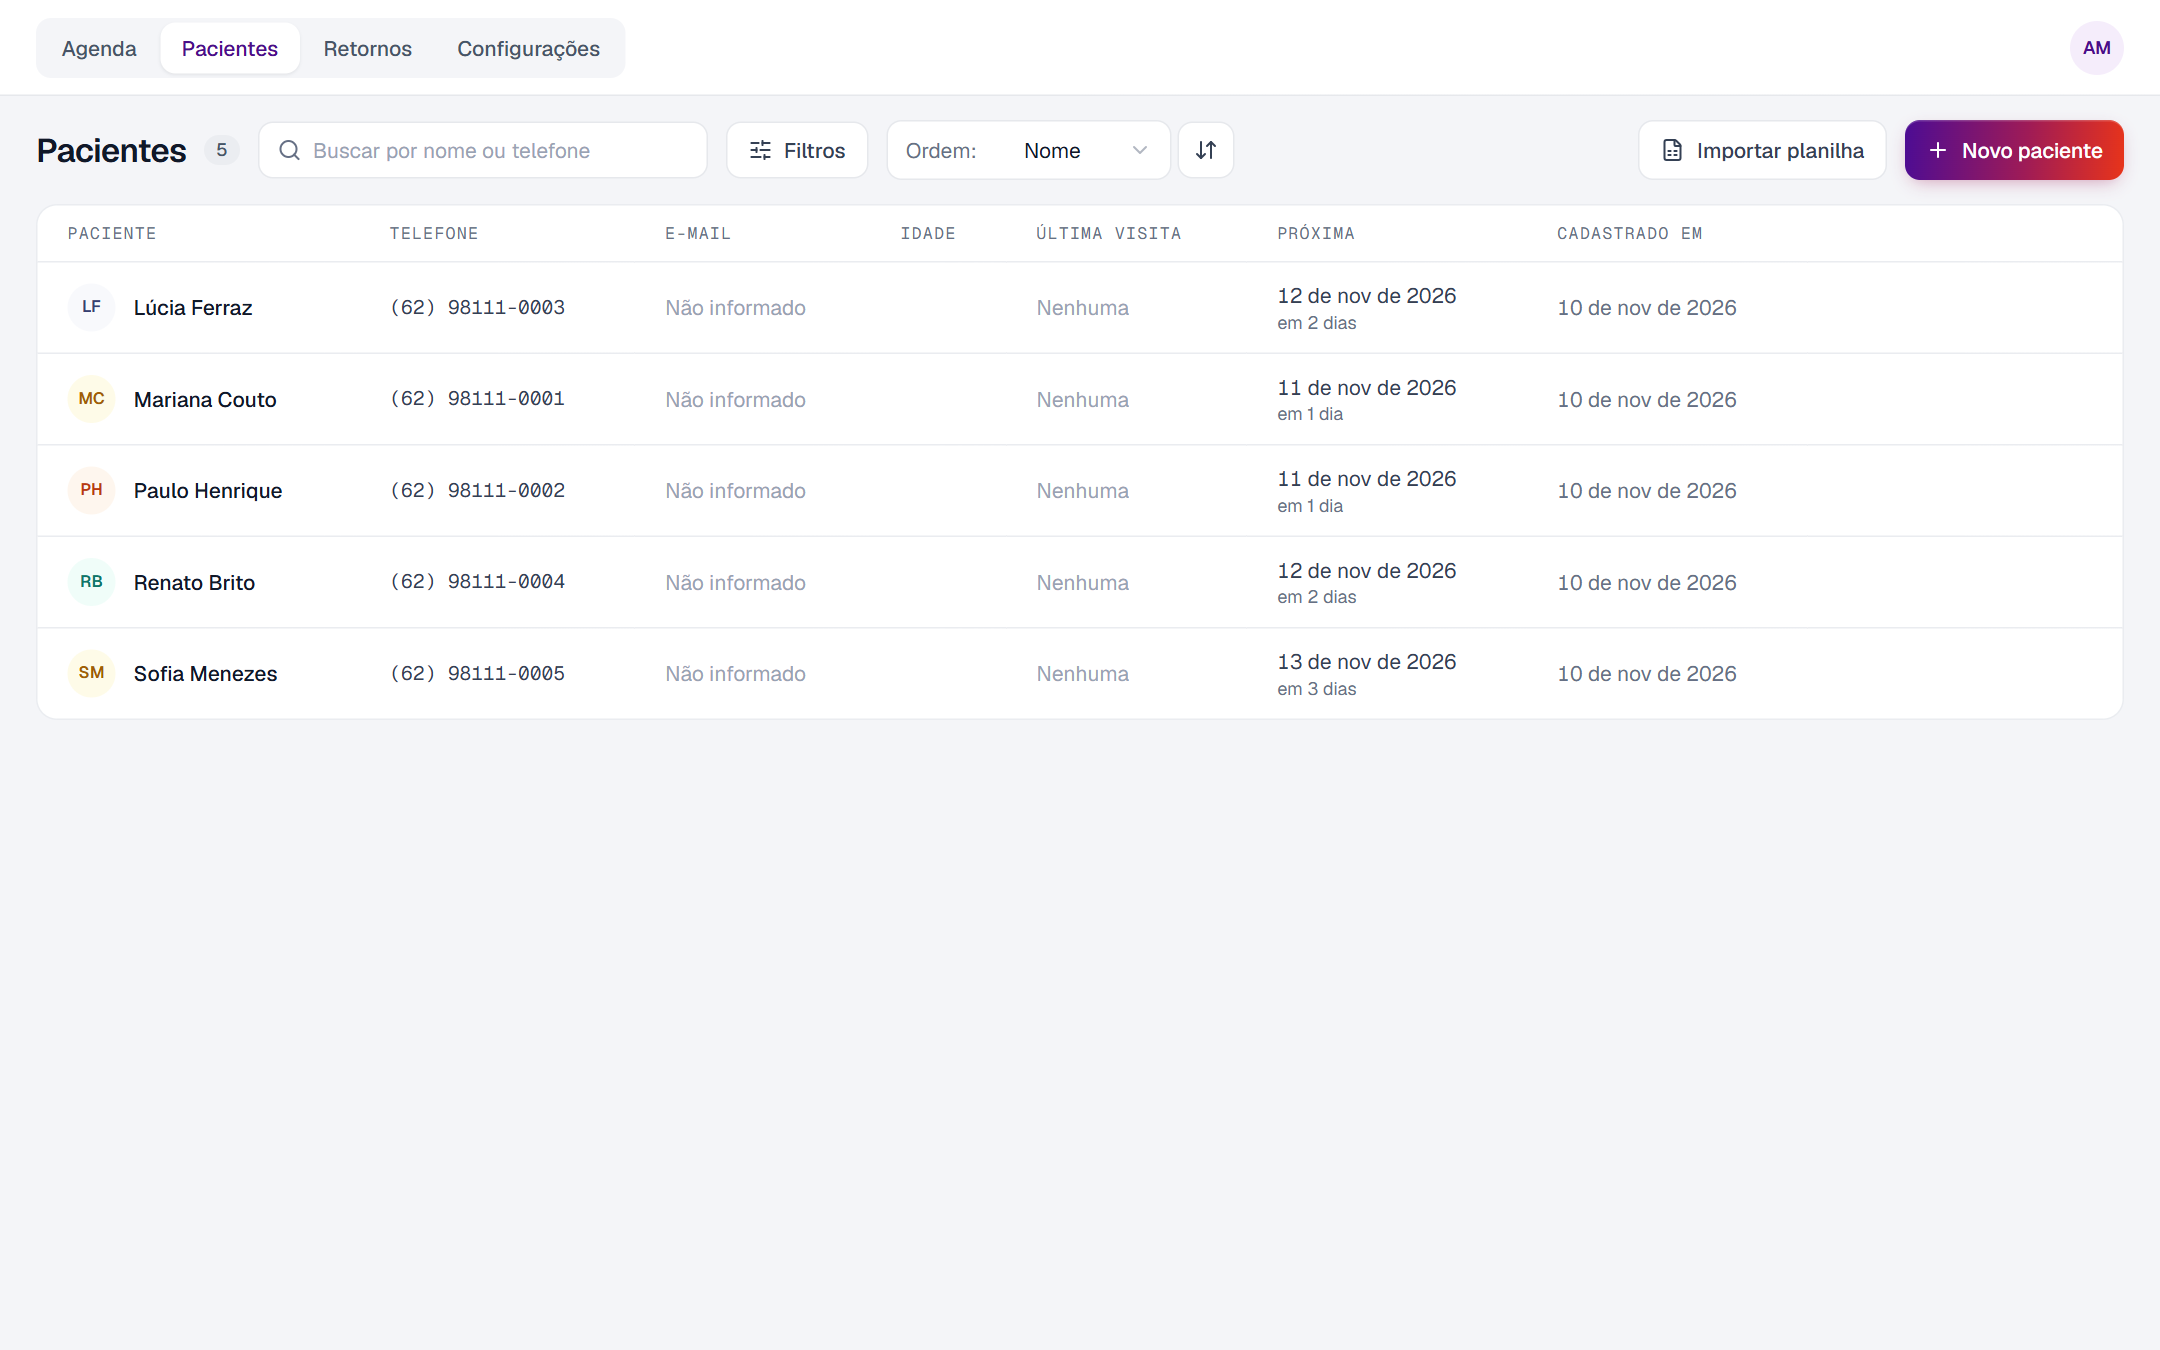 Agenda Pacientes Retornos Configurações AM
Pacientes 5 Buscar por nome ou telefone Filtros Ordem: Nome Importar planilha Novo paciente
PACIENTE TELEFONE E-MAIL IDADE ÚLTIMA VISITA PRÓXIMA CADASTRADO EM
LF Lúcia Ferraz (62) 98111-0003 Não informado Nenhuma 12 de nov de 2026 10 de nov de 2026
em 2 dias
MC Mariana Couto (62) 98111-0001 Não informado Nenhuma 11 de nov de 2026 10 de nov de 2026
em 1 dia
PH Paulo Henrique (62) 98111-0002 Não informado Nenhuma 11 de nov de 2026 10 de nov de 2026
em 1 dia
RB Renato Brito (62) 98111-0004 Não informado Nenhuma 12 de nov de 2026 10 de nov de 2026
em 2 dias
SM Sofia Menezes (62) 98111-0005 Não informado Nenhuma 13 de nov de 2026 10 de nov de 2026
em 3 dias